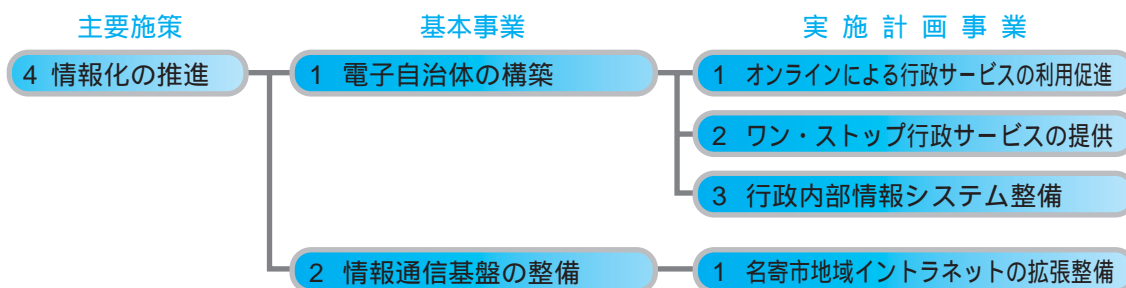 主要施策 基本事業 実施計画事業
4 情報化の推進 1 電子自治体の構築 1 オンラインによる行政サービスの利用促進
2 ワン・ストップ行政サービスの提供
3 行政内部情報システム整備
2 情報通信基盤の整備 1 名寄市地域イントラネットの拡張整備